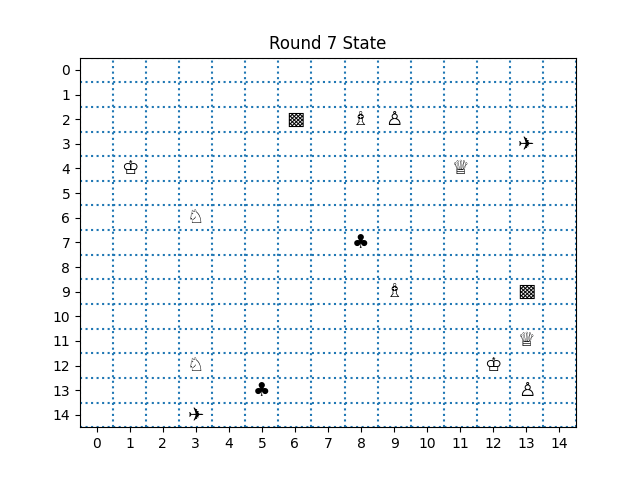 Round 7 State
0
1
2 ▩ ♗ ♙
3 ✈
4 ♔ ♕
5
6 ♘
7 ♣
8
9 ♗ ▩
10
11 ♕
12 ♘ ♔
13 ♣ ♙
14 ✈
0 1 2 3 4 5 6 7 8 9 10 11 12 13 14